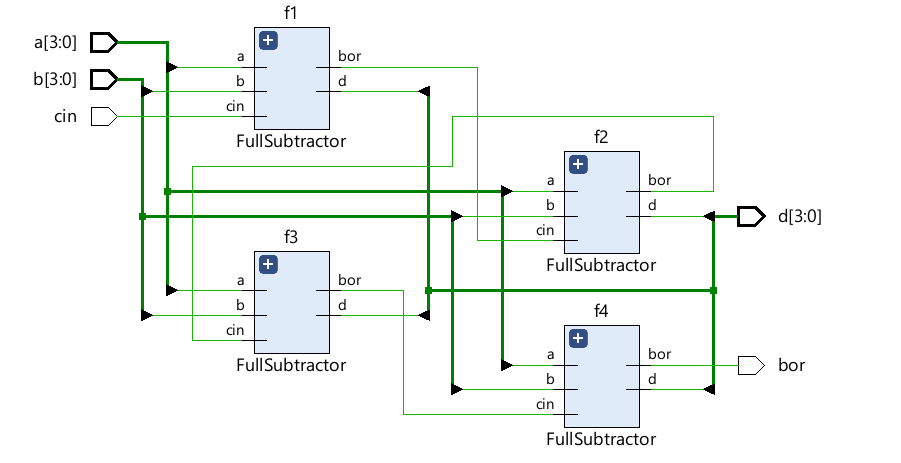 f1
a[3:0]
a
bor
b[3:0]
b
d
cin
cin
FullSubtractor
f2
a
bor
b
d
d[3:0]
cin
FullSubtractor
f3
a
bor
b
d
cin
FullSubtractor
f4
a
bor
bor
b
d
cin
FullSubtractor